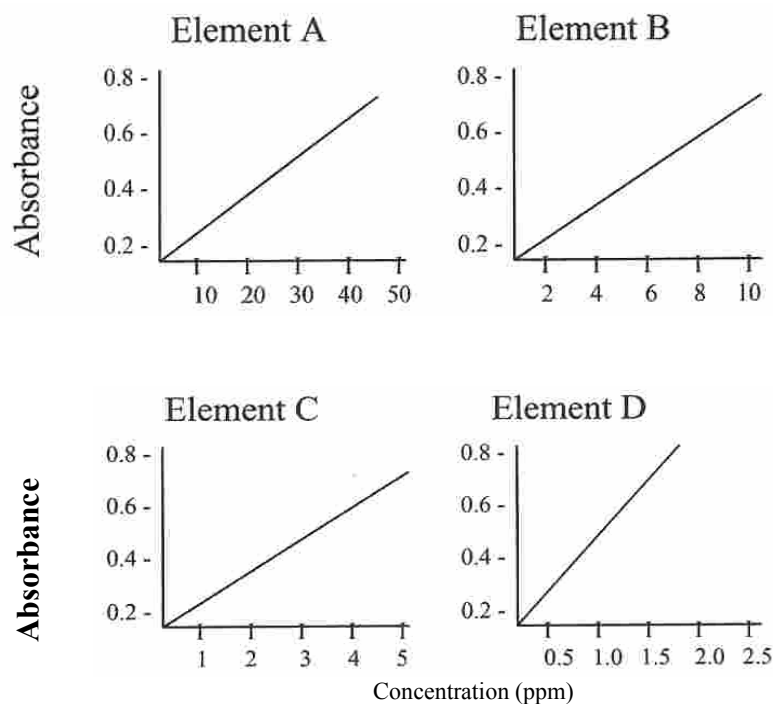 Element A
Element B
Absorbance
0.8 -
0.6 -
0.4 -
0.2 -
10 20 30 40 50
0.8 -
0.6 -
0.4 -
0.2 -
2 4 6 8 10
Element C
Element D
Absorbance
0.8 -
0.6 -
0.4 -
0.2 -
1 2 3 4 5
0.8 -
0.6 -
0.4 -
0.2 -
0.5 1.0 1.5 2.0 2.5
Concentration (ppm)